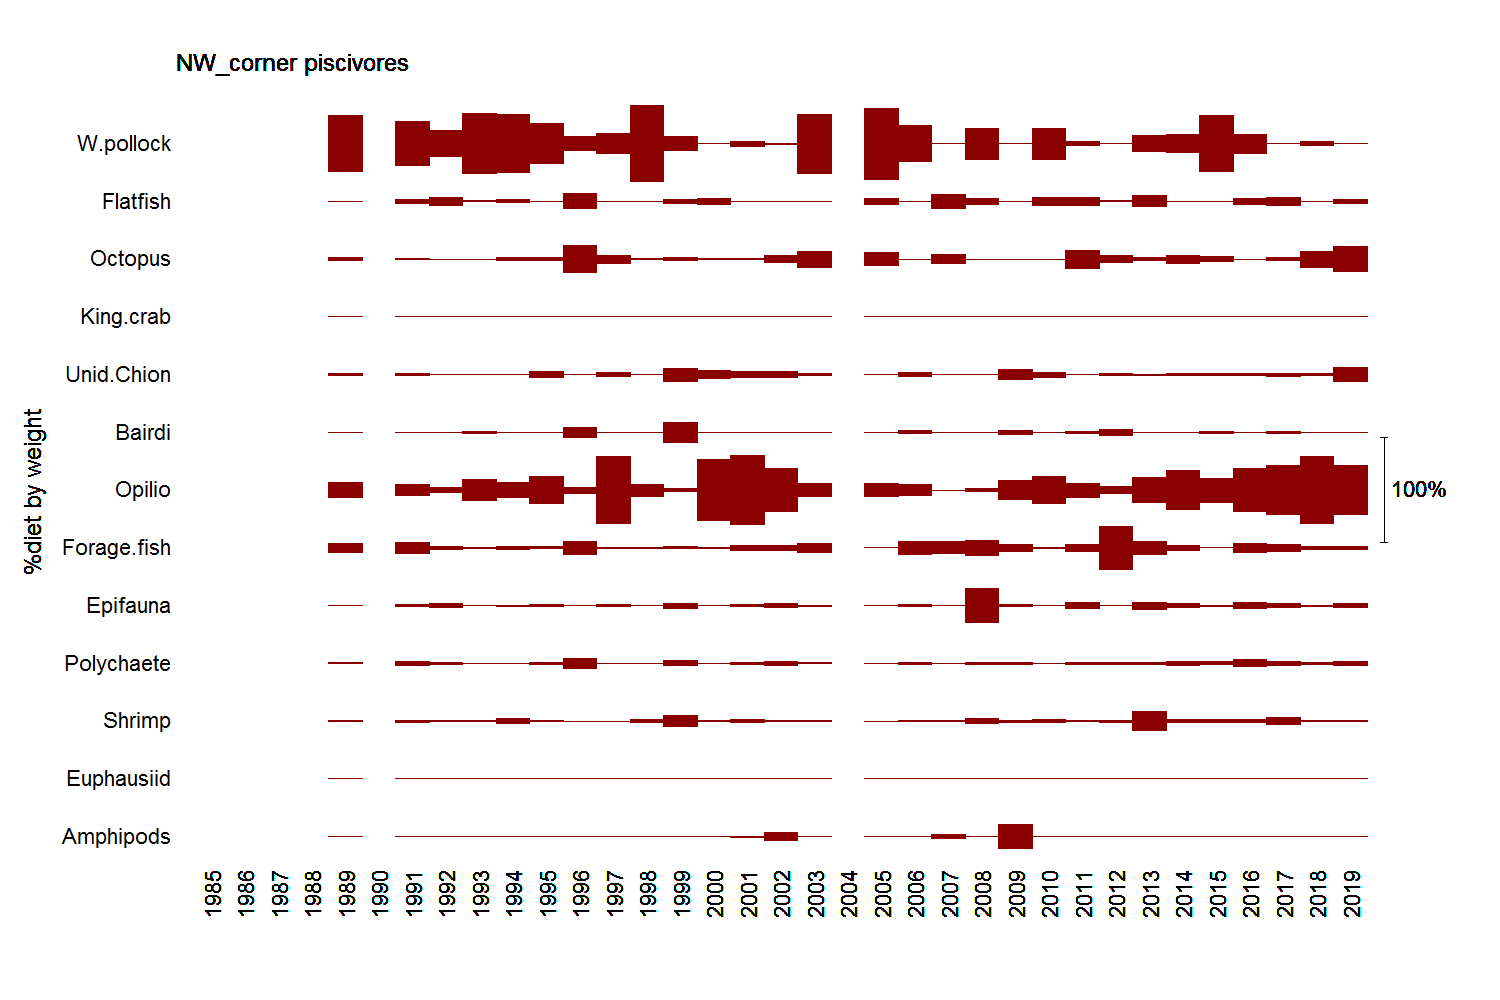 NW_corner piscivores
W.pollock
Flatfish
Octopus
King.crab
Unid.Chion
Bairdi
Opilio
Forage.fish
Epifauna
Polychaete
Shrimp
Euphausiid
Amphipods
%diet by weight
100%
1985
1986
1987
1988
1989
1990
1991
1992
1993
1994
1995
1996
1997
1998
1999
2000
2001
2002
2003
2004
2005
2006
2007
2008
2009
2010
2011
2012
2013
2014
2015
2016
2017
2018
2019